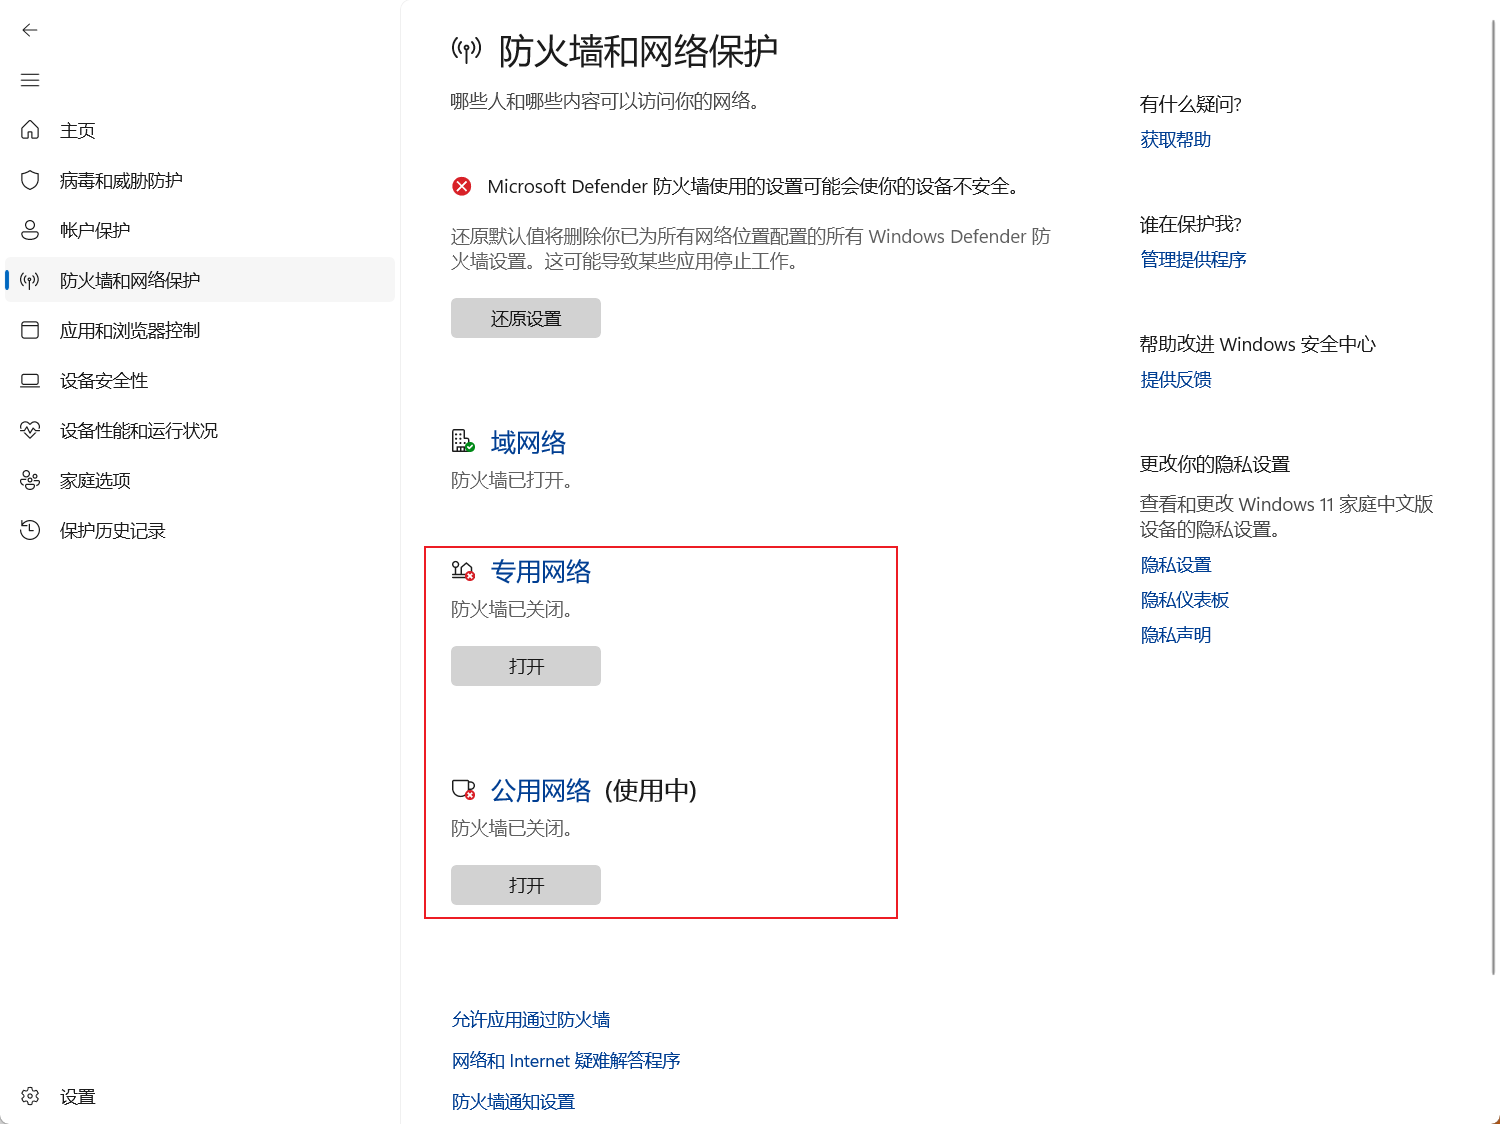 主页
病毒和威胁防护
帐户保护
防火墙和网络保护
应用和浏览器控制
设备安全性
设备性能和运行状况
家庭选项
保护历史记录
设置
防火墙和网络保护
哪些人和哪些内容可以访问你的网络。
Microsoft Defender 防火墙使用的设置可能会使你的设备不安全。
还原默认值将删除你已为所有网络位置配置的所有 Windows Defender 防
火墙设置。这可能导致某些应用停止工作。
还原设置
域网络
防火墙已打开。
专用网络
防火墙已关闭。
打开
公用网络 (使用中)
防火墙已关闭。
打开
允许应用通过防火墙
网络和 Internet 疑难解答程序
防火墙通知设置
有什么疑问?
获取帮助
谁在保护我?
管理提供程序
帮助改进 Windows 安全中心
提供反馈
更改你的隐私设置
查看和更改 Windows 11 家庭中文版
设备的隐私设置。
隐私设置
隐私仪表板
隐私声明